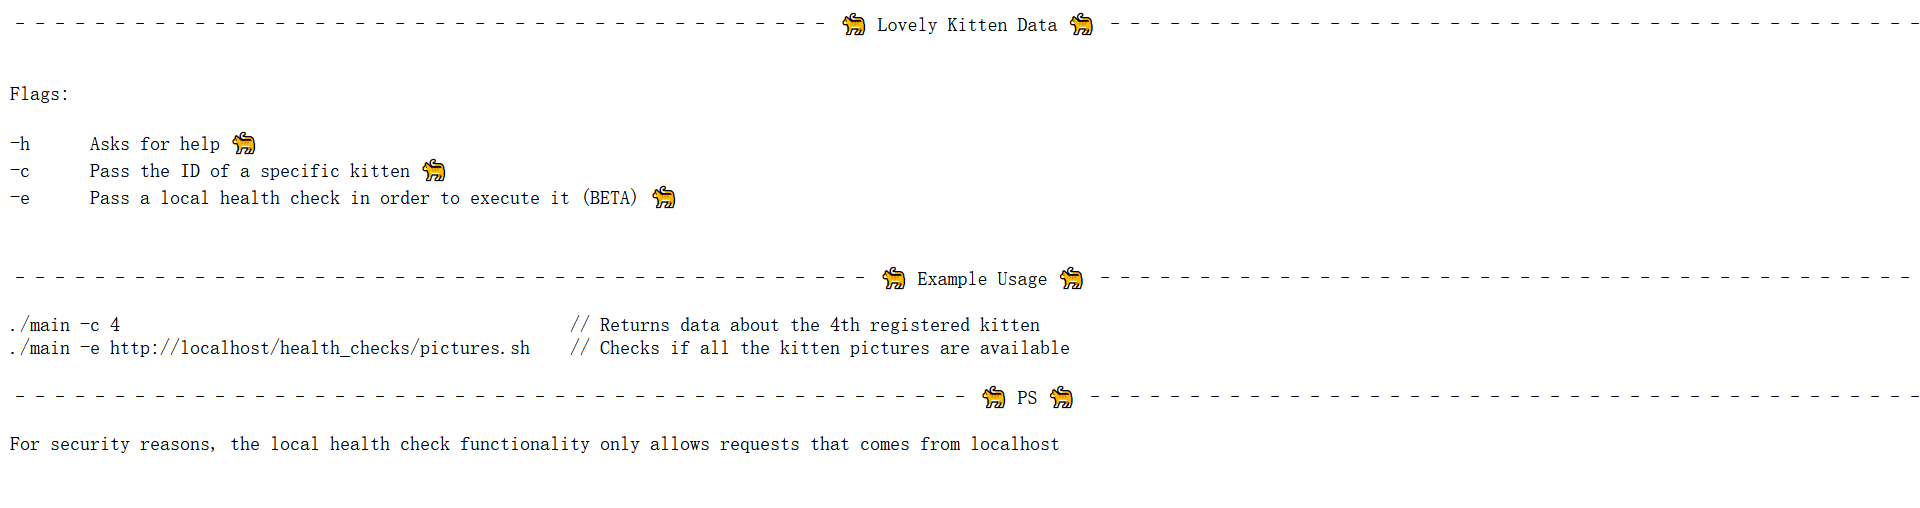 - - - - - - - - - - - - - - - - - - - - - - - - - - - - - - - - - - - - - - - - - 🐅 Lovely Kitten Data 🐅 - - - - - - - - - - - - - - - - - - - - - - - - - - - - - - - - - - - - - - - - -
Flags:
-h      Asks for help 🐅
-c      Pass the ID of a specific kitten 🐅
-e      Pass a local health check in order to execute it (BETA) 🐅
- - - - - - - - - - - - - - - - - - - - - - - - - - - - - - - - - - - - - - - - - - - 🐅 Example Usage 🐅 - - - - - - - - - - - - - - - - - - - - - - - - - - - - - - - - - - - - - - - - -
./main -c 4                                             // Returns data about the 4th registered kitten
./main -e http://localhost/health_checks/pictures.sh    // Checks if all the kitten pictures are available
- - - - - - - - - - - - - - - - - - - - - - - - - - - - - - - - - - - - - - - - - - - - - - - - 🐅 PS 🐅 - - - - - - - - - - - - - - - - - - - - - - - - - - - - - - - - - - - - - - - - - -
For security reasons, the local health check functionality only allows requests that comes from localhost